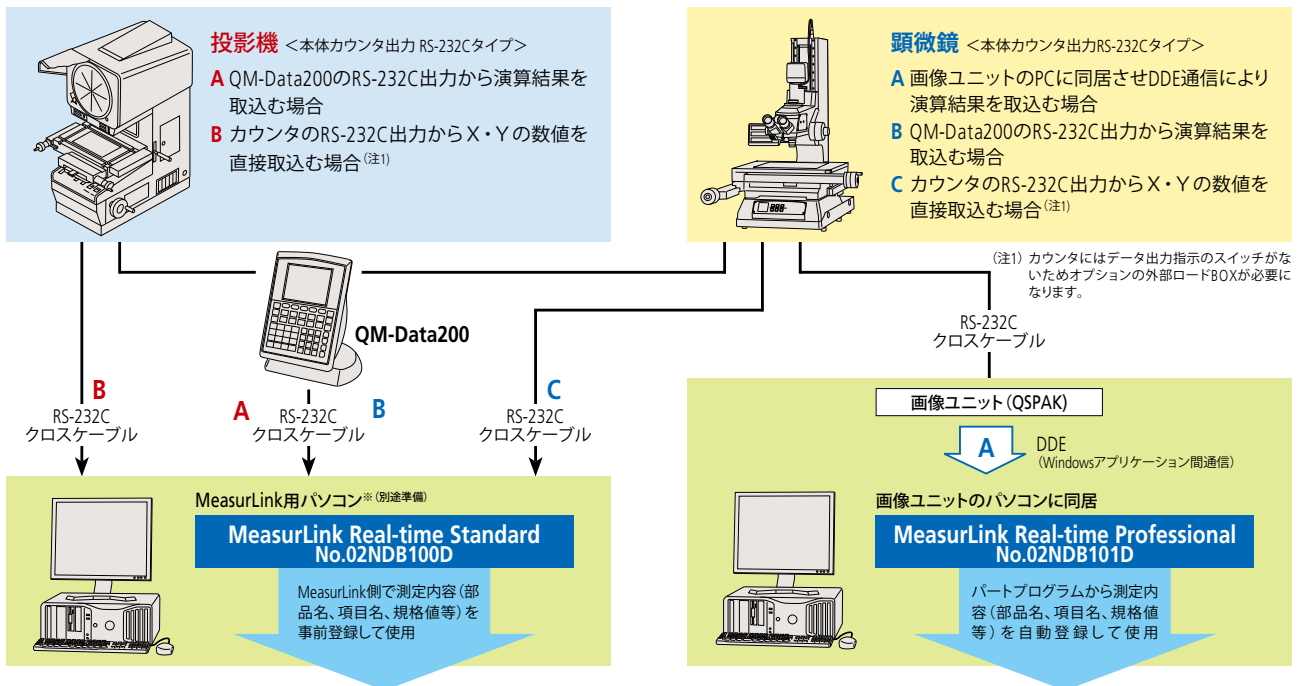 投影機 <本体カウンタ出力 RS-232Cタイプ>
A QM-Data200のRS-232C出力から演算結果を
取込む場合
B カウンタのRS-232C出力からX・Yの数値を
直接取込む場合(注1)
顕微鏡 <本体カウンタ出力RS-232Cタイプ>
A 画像ユニットのPCに同居させDDE通信により
演算結果を取込む場合
B QM-Data200のRS-232C出力から演算結果を
取込む場合
C カウンタのRS-232C出力からX・Yの数値を
直接取込む場合(注1)
(注1) カウンタにはデータ出力指示のスイッチがな
いためオプションの外部ロードBOXが必要に
なります。
QM-Data200
B
RS-232C
クロスケーブル
A
RS-232C
クロスケーブル
B
C
RS-232C
クロスケーブル
RS-232C
クロスケーブル
画像ユニット(QSPAK)
A
DDE
(Windowsアプリケーション間通信)
MeasurLink用パソコン※(別途準備)
MeasurLink Real-time Standard
No.02NDB100D
MeasurLink側で測定内容(部
品名、項目名、規格値等)を
事前登録して使用
画像ユニットのパソコンに同居
MeasurLink Real-time Professional
No.02NDB101D
パートプログラムから測定内
容(部品名、項目名、規格値
等)を自動登録して使用